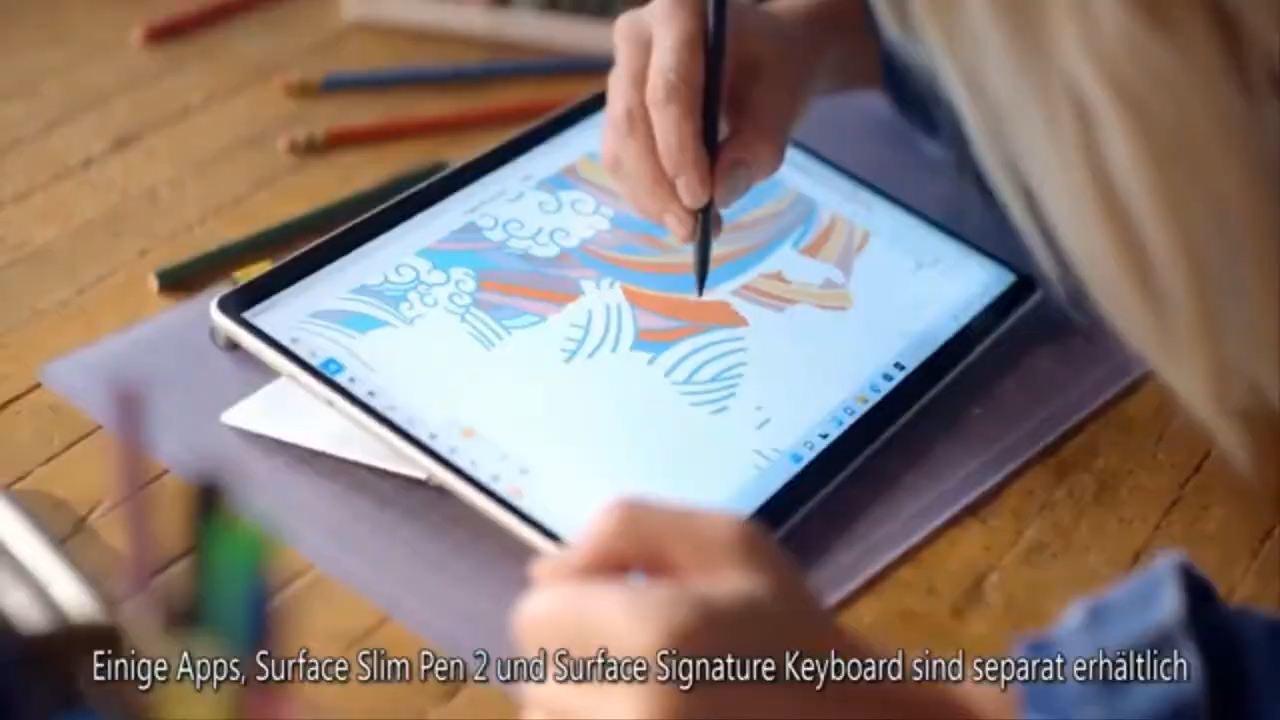 Einige Apps, Surface Slim Pen 2 und Surface Signature Keyboard sind separat erhältlich